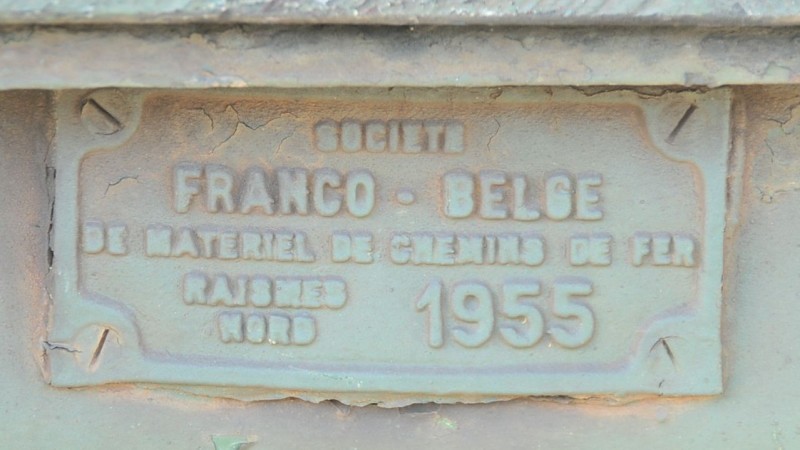 SOCIETE
FRANCO - BELGE
DE MATERIEL DE CHEMINS DE FER
RAISMES 1955
NORD